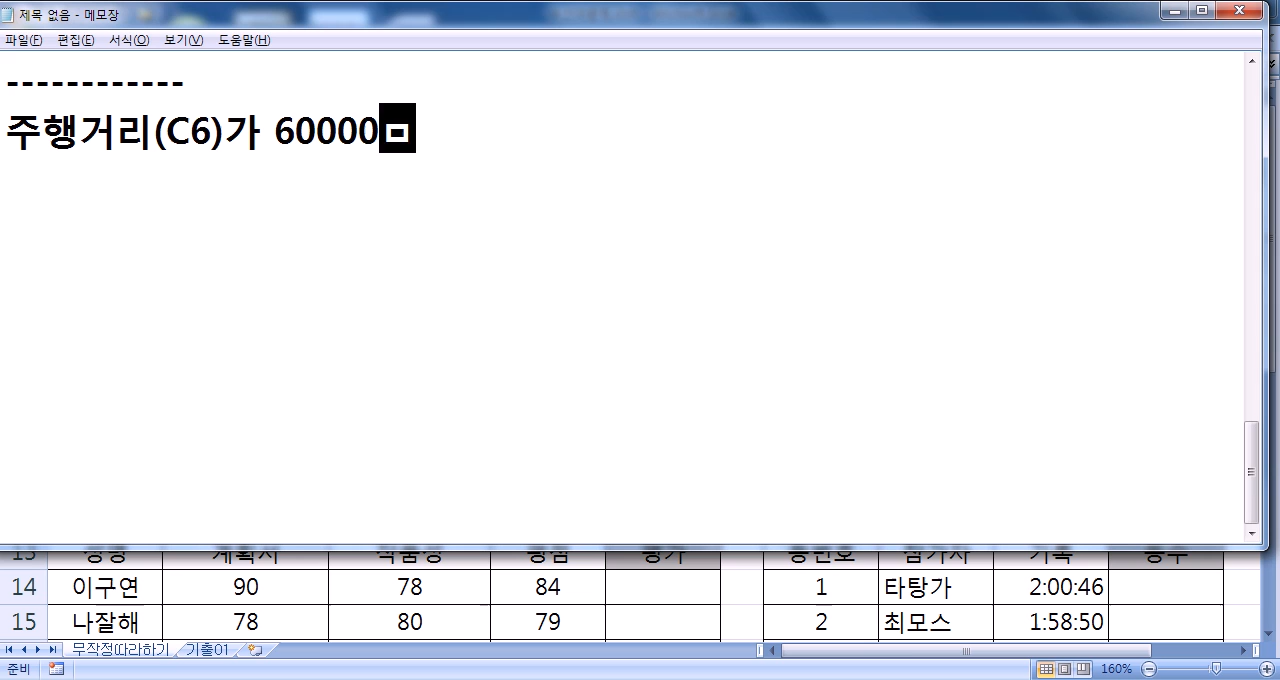 제목 없음 - 메모장
파일(F) 편집(E) 서식(O) 보기(V) 도움말(H)
------------
주행거리(C6)가 60000ㅁ
14 이구연 90 78 84 1 타탕가 2:00:46
15 나잘해 78 80 79 2 최모스 1:58:50
무작정따라하기 기출01
준비 160%